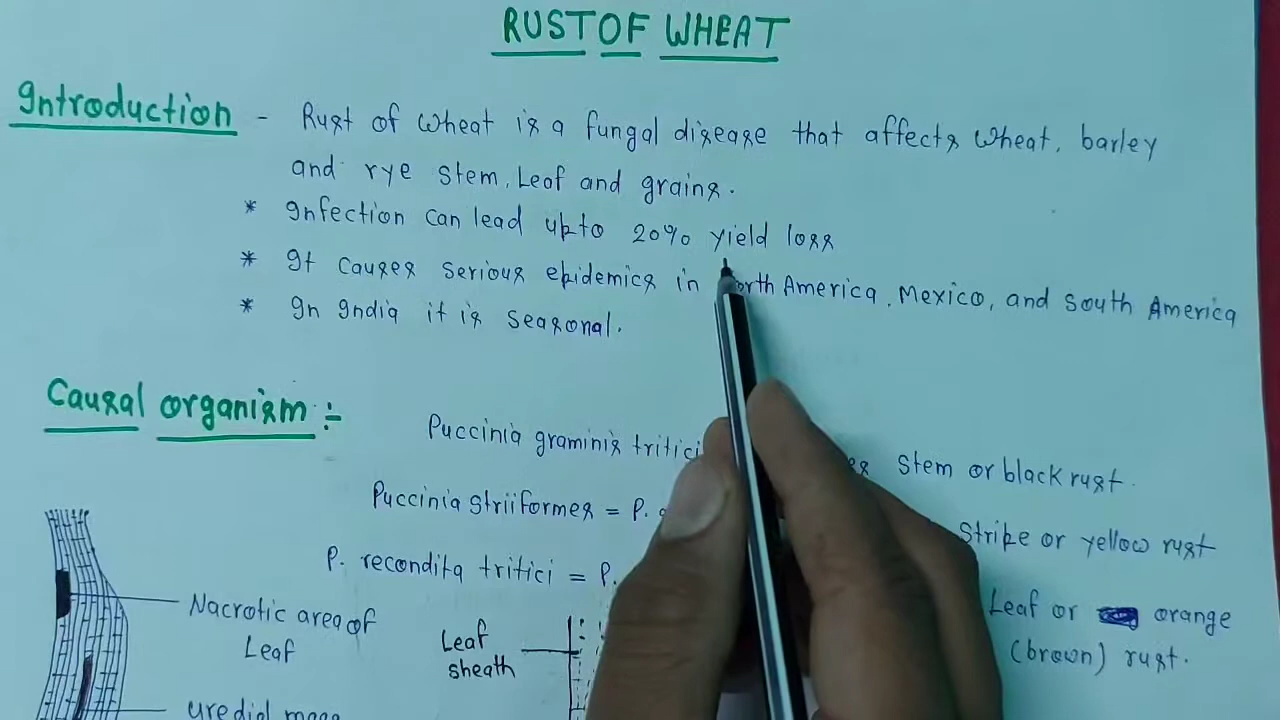 RUST OF WHEAT
Introduction - Rust of wheat is a fungal disease that affects wheat, barley
and rye stem, Leaf and grains.
* Infection can lead upto 20% yield loss
* It causes serious epidemics in North America, Mexico, and South America
* In India it is seasonal.
Causal organism :-
Puccinia graminis tritici stem or black rust.
Puccinia striiformes = P. stripe or yellow rust
P. recondita tritici = P. Leaf or orange
(brown) rust.
Nacrotic area of
Leaf
Leaf
sheath
uredial